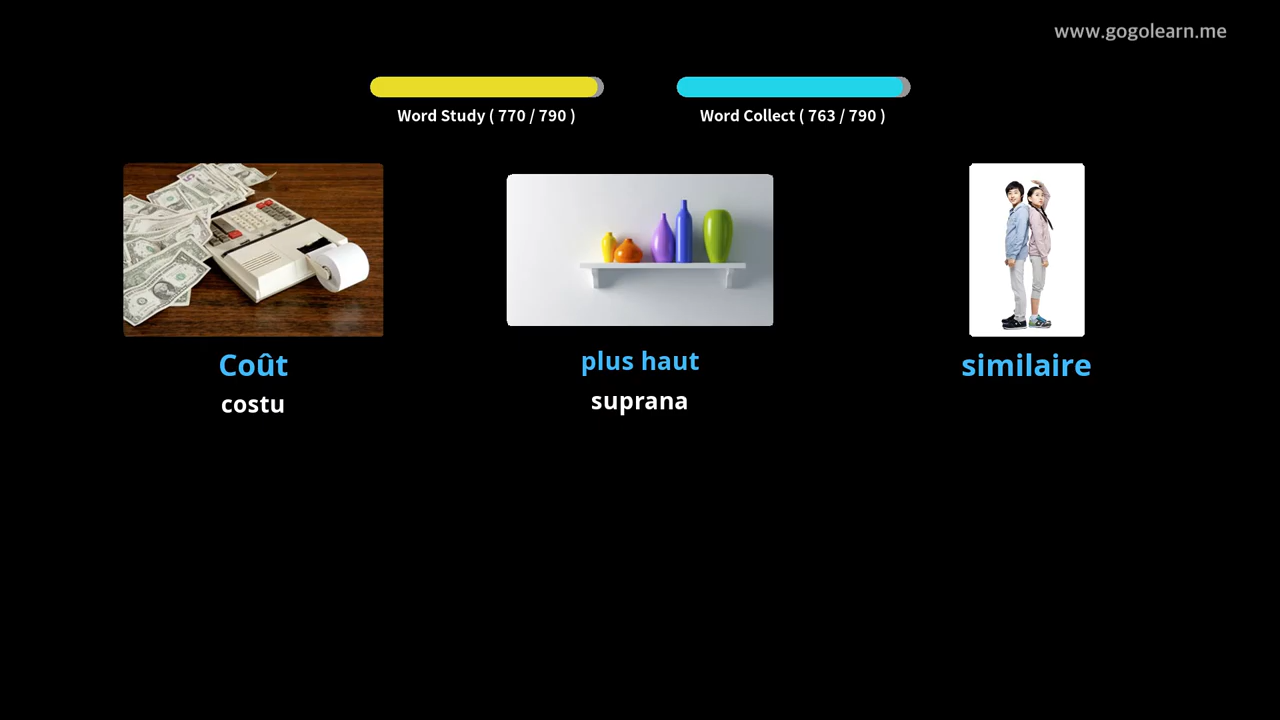 www.gogolearn.me
Word Study ( 770 / 790 )
Word Collect ( 763 / 790 )
Coût
costu
plus haut
suprana
similaire